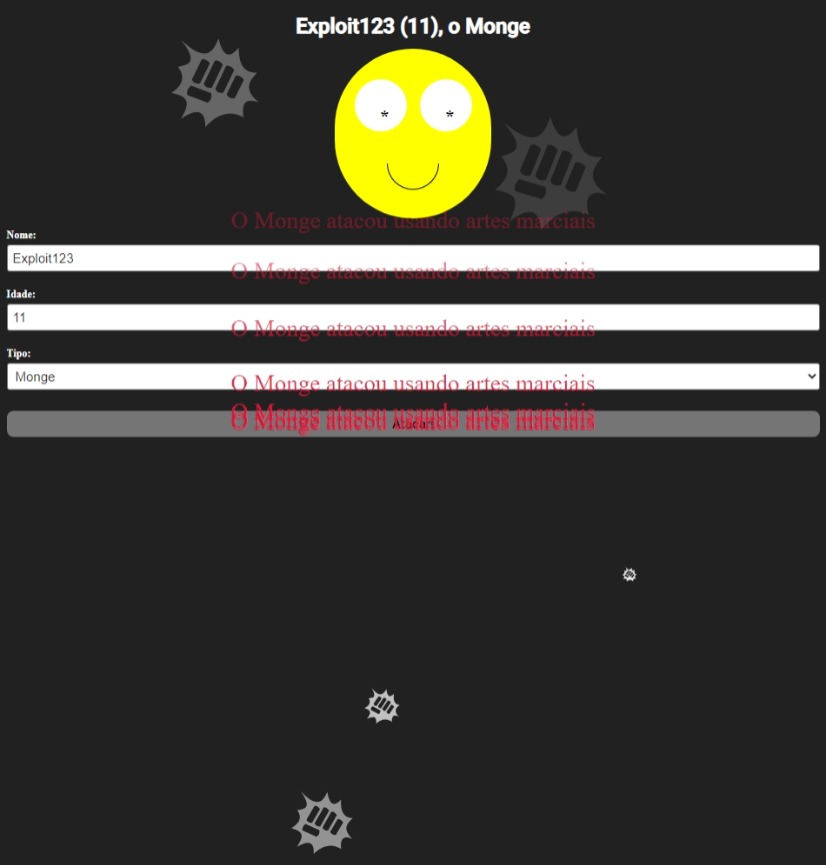 Exploit123 (11), o Monge
* *
O Monge atacou usando artes marciais
Nome:
Exploit123
O Monge atacou usando artes marciais
Idade:
11
O Monge atacou usando artes marciais
Tipo:
Monge
O Monge atacou usando artes marciais
O Monge atacou usando artes marciais
O Monge atacou usando artes marciais